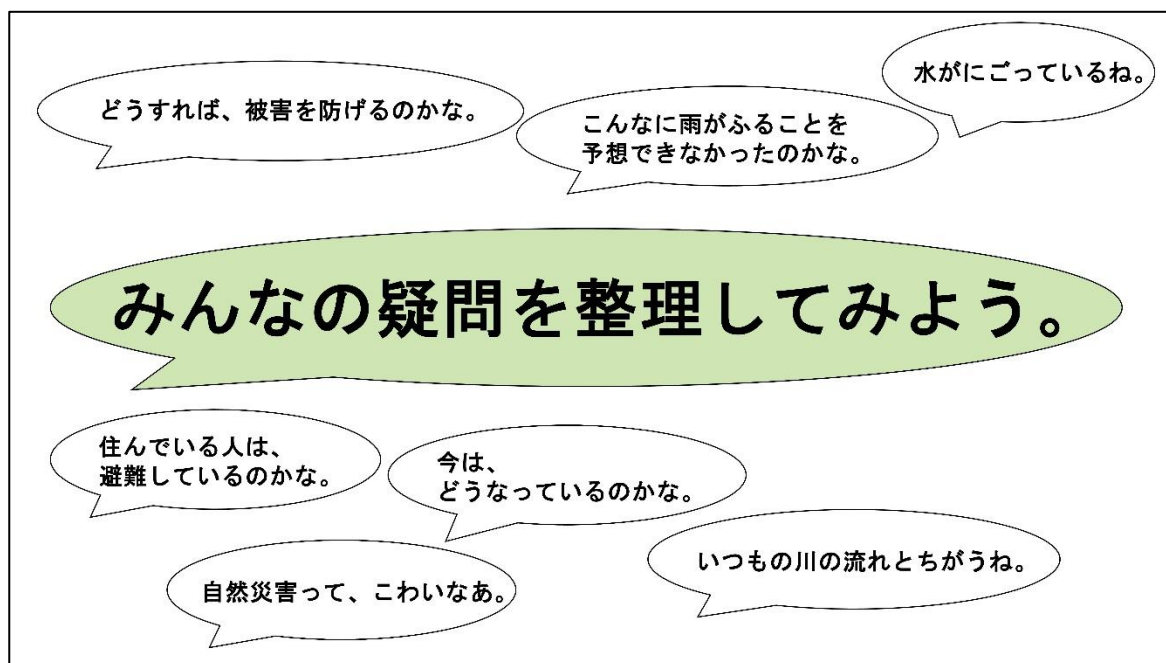 水がにごっているね。
どうすれば、被害を防げるのかな。
こんなに雨がふることを
予想できなかったのかな。
みんなの疑問を整理してみよう。
住んでいる人は、
避難しているのかな。
今は、
どうなっているのかな。
いつもの川の流れとちがうね。
自然災害って、こわいなあ。